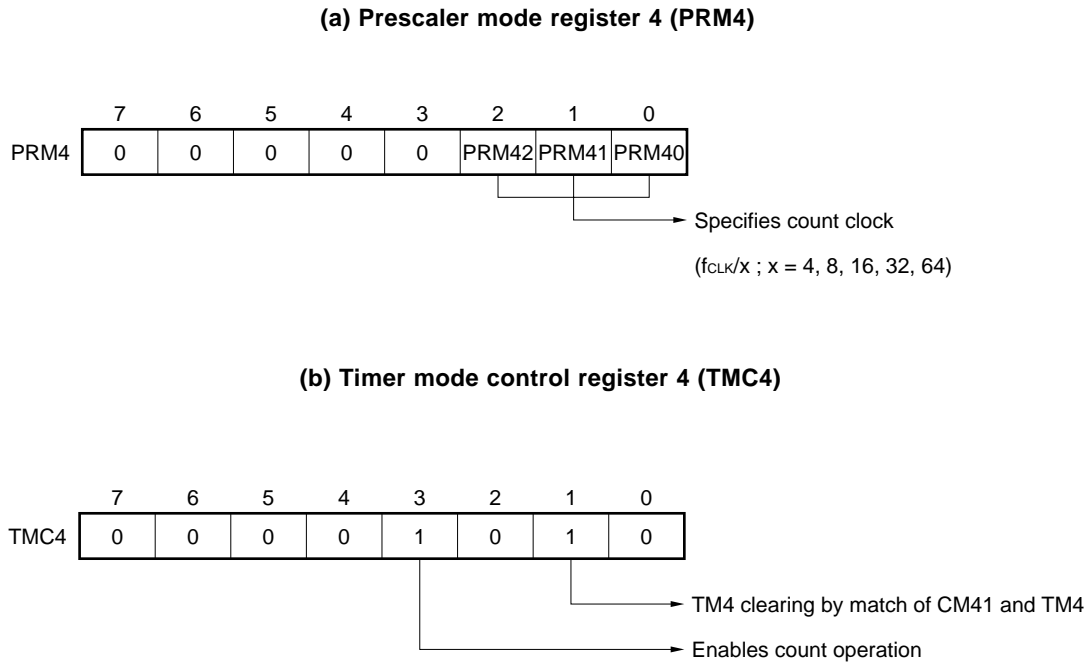 (a) Prescaler mode register 4 (PRM4)
7 6 5 4 3 2 1 0
PRM4 0 0 0 0 0 PRM42 PRM41 PRM40
Specifies count clock
(fCLK/x ; x = 4, 8, 16, 32, 64)
(b) Timer mode control register 4 (TMC4)
7 6 5 4 3 2 1 0
TMC4 0 0 0 0 1 0 1 0
TM4 clearing by match of CM41 and TM4
Enables count operation